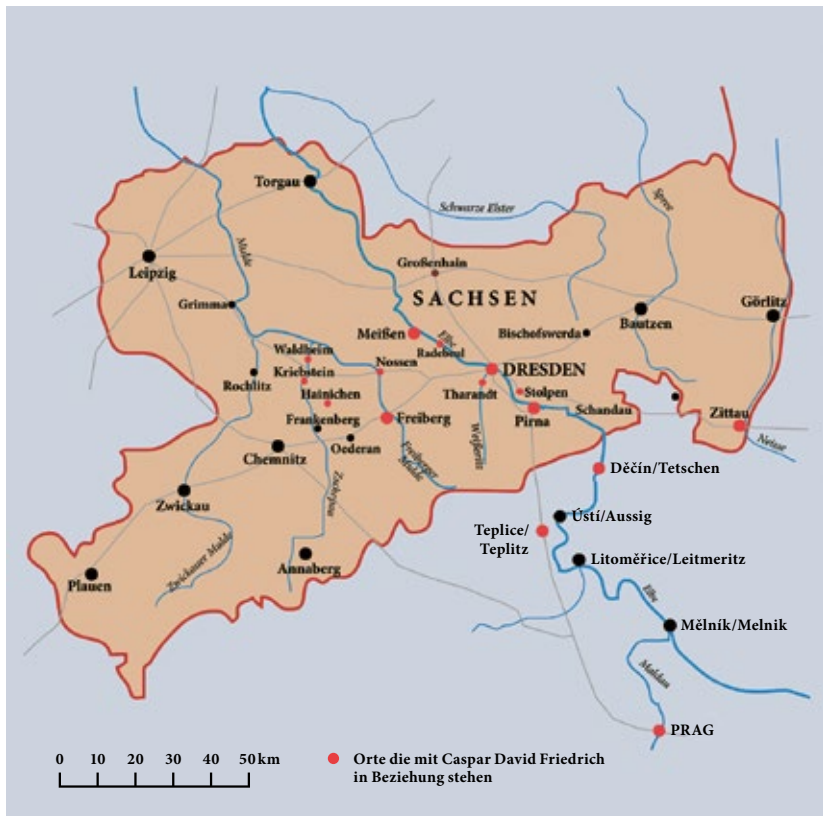 Torgau
Schwarze Elster
Spree
Mulde
Leipzig
Großenhain
SACHSEN
Grimma
Görlitz
Bautzen
Meißen
Elbe
Bischofswerda
Radebeul
Waldheim
Nossen
DRESDEN
Kriebstein
Rochlitz
Hainichen
Tharandt
Stolpen
Schandau
Pirna
Zittau
Frankenberg
Freiberg
Oederan
Weißeritz
Neisse
Chemnitz
Freiberger
Mulde
Děčín/Tetschen
Zschopau
Zwickau
Ústí/Aussig
Teplice/
Teplitz
Zwickauer Mulde
Litoměřice/Leitmeritz
Annaberg
Plauen
Elbe
Mělník/Melnik
Moldau
PRAG
0 10 20 30 40 50 km
Orte die mit Caspar David Friedrich
in Beziehung stehen